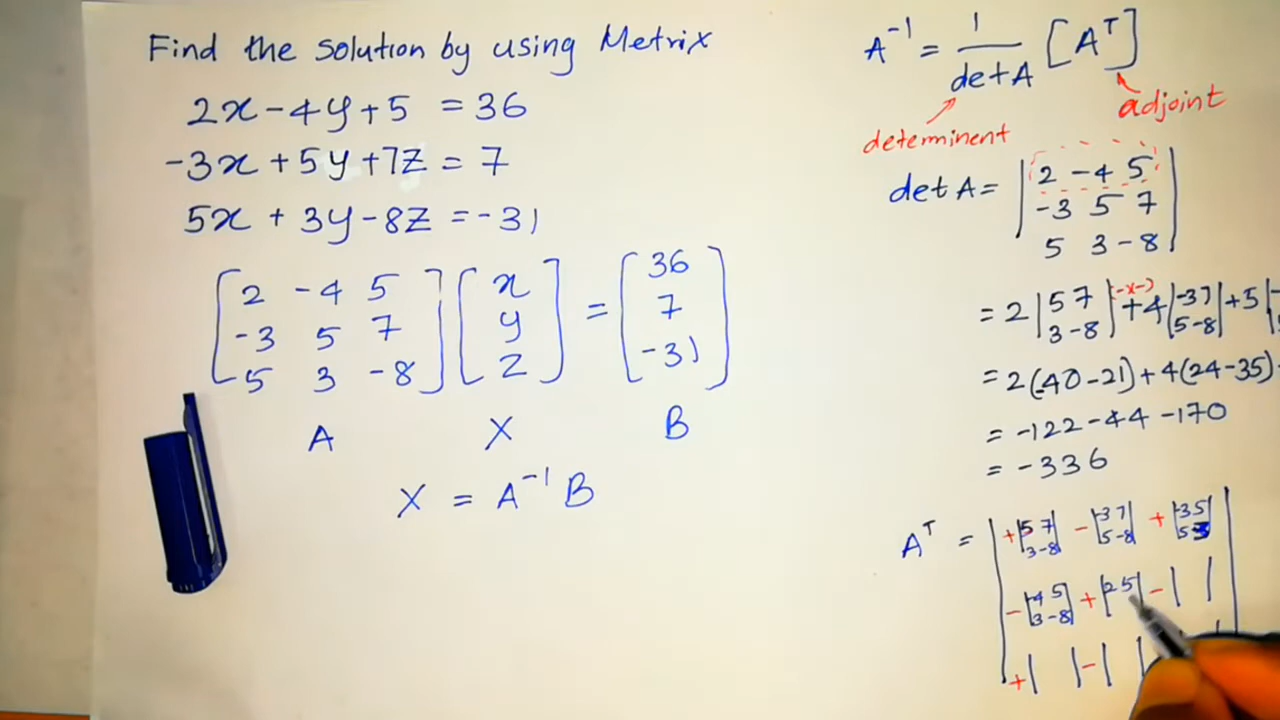 Find the solution by using Metrix
2x - 4y + 5 = 36
-3x + 5y + 7z = 7
5x + 3y - 8z = -31
[2 -4 5] [x] = [36]
[-3 5 7] [y] [7]
[5 3 -8] [z] [-31]
A X B
X = A⁻¹ B
A⁻¹ = 1/det A [Aᵀ]
adjoint
determinent
det A = |2 -4 5|
|-3 5 7|
|5 3 -8|
-x-
= 2 |5 7| + 4 |-3 7| + 5 |
|3 -8| |5 -8|
= 2(-40-21) + 4(24-35)
= -122 - 44 - 170
= -336
Aᵀ = | + |5 7| - |-3 7| + |-3 5| |
|3 -8| |5 -8| |5 3|
- |-4 5| + |2 5| - | |
|3 -8|
+ | | - | |